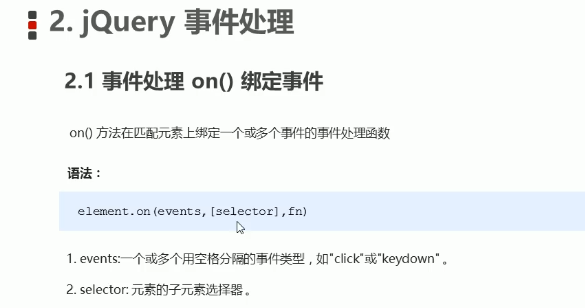 2. jQuery 事件处理
2.1 事件处理 on() 绑定事件
on() 方法在匹配元素上绑定一个或多个事件的事件处理函数
语法：
element.on(events,[selector],fn)
1. events:一个或多个用空格分隔的事件类型，如"click"或"keydown" 。
2. selector: 元素的子元素选择器 。